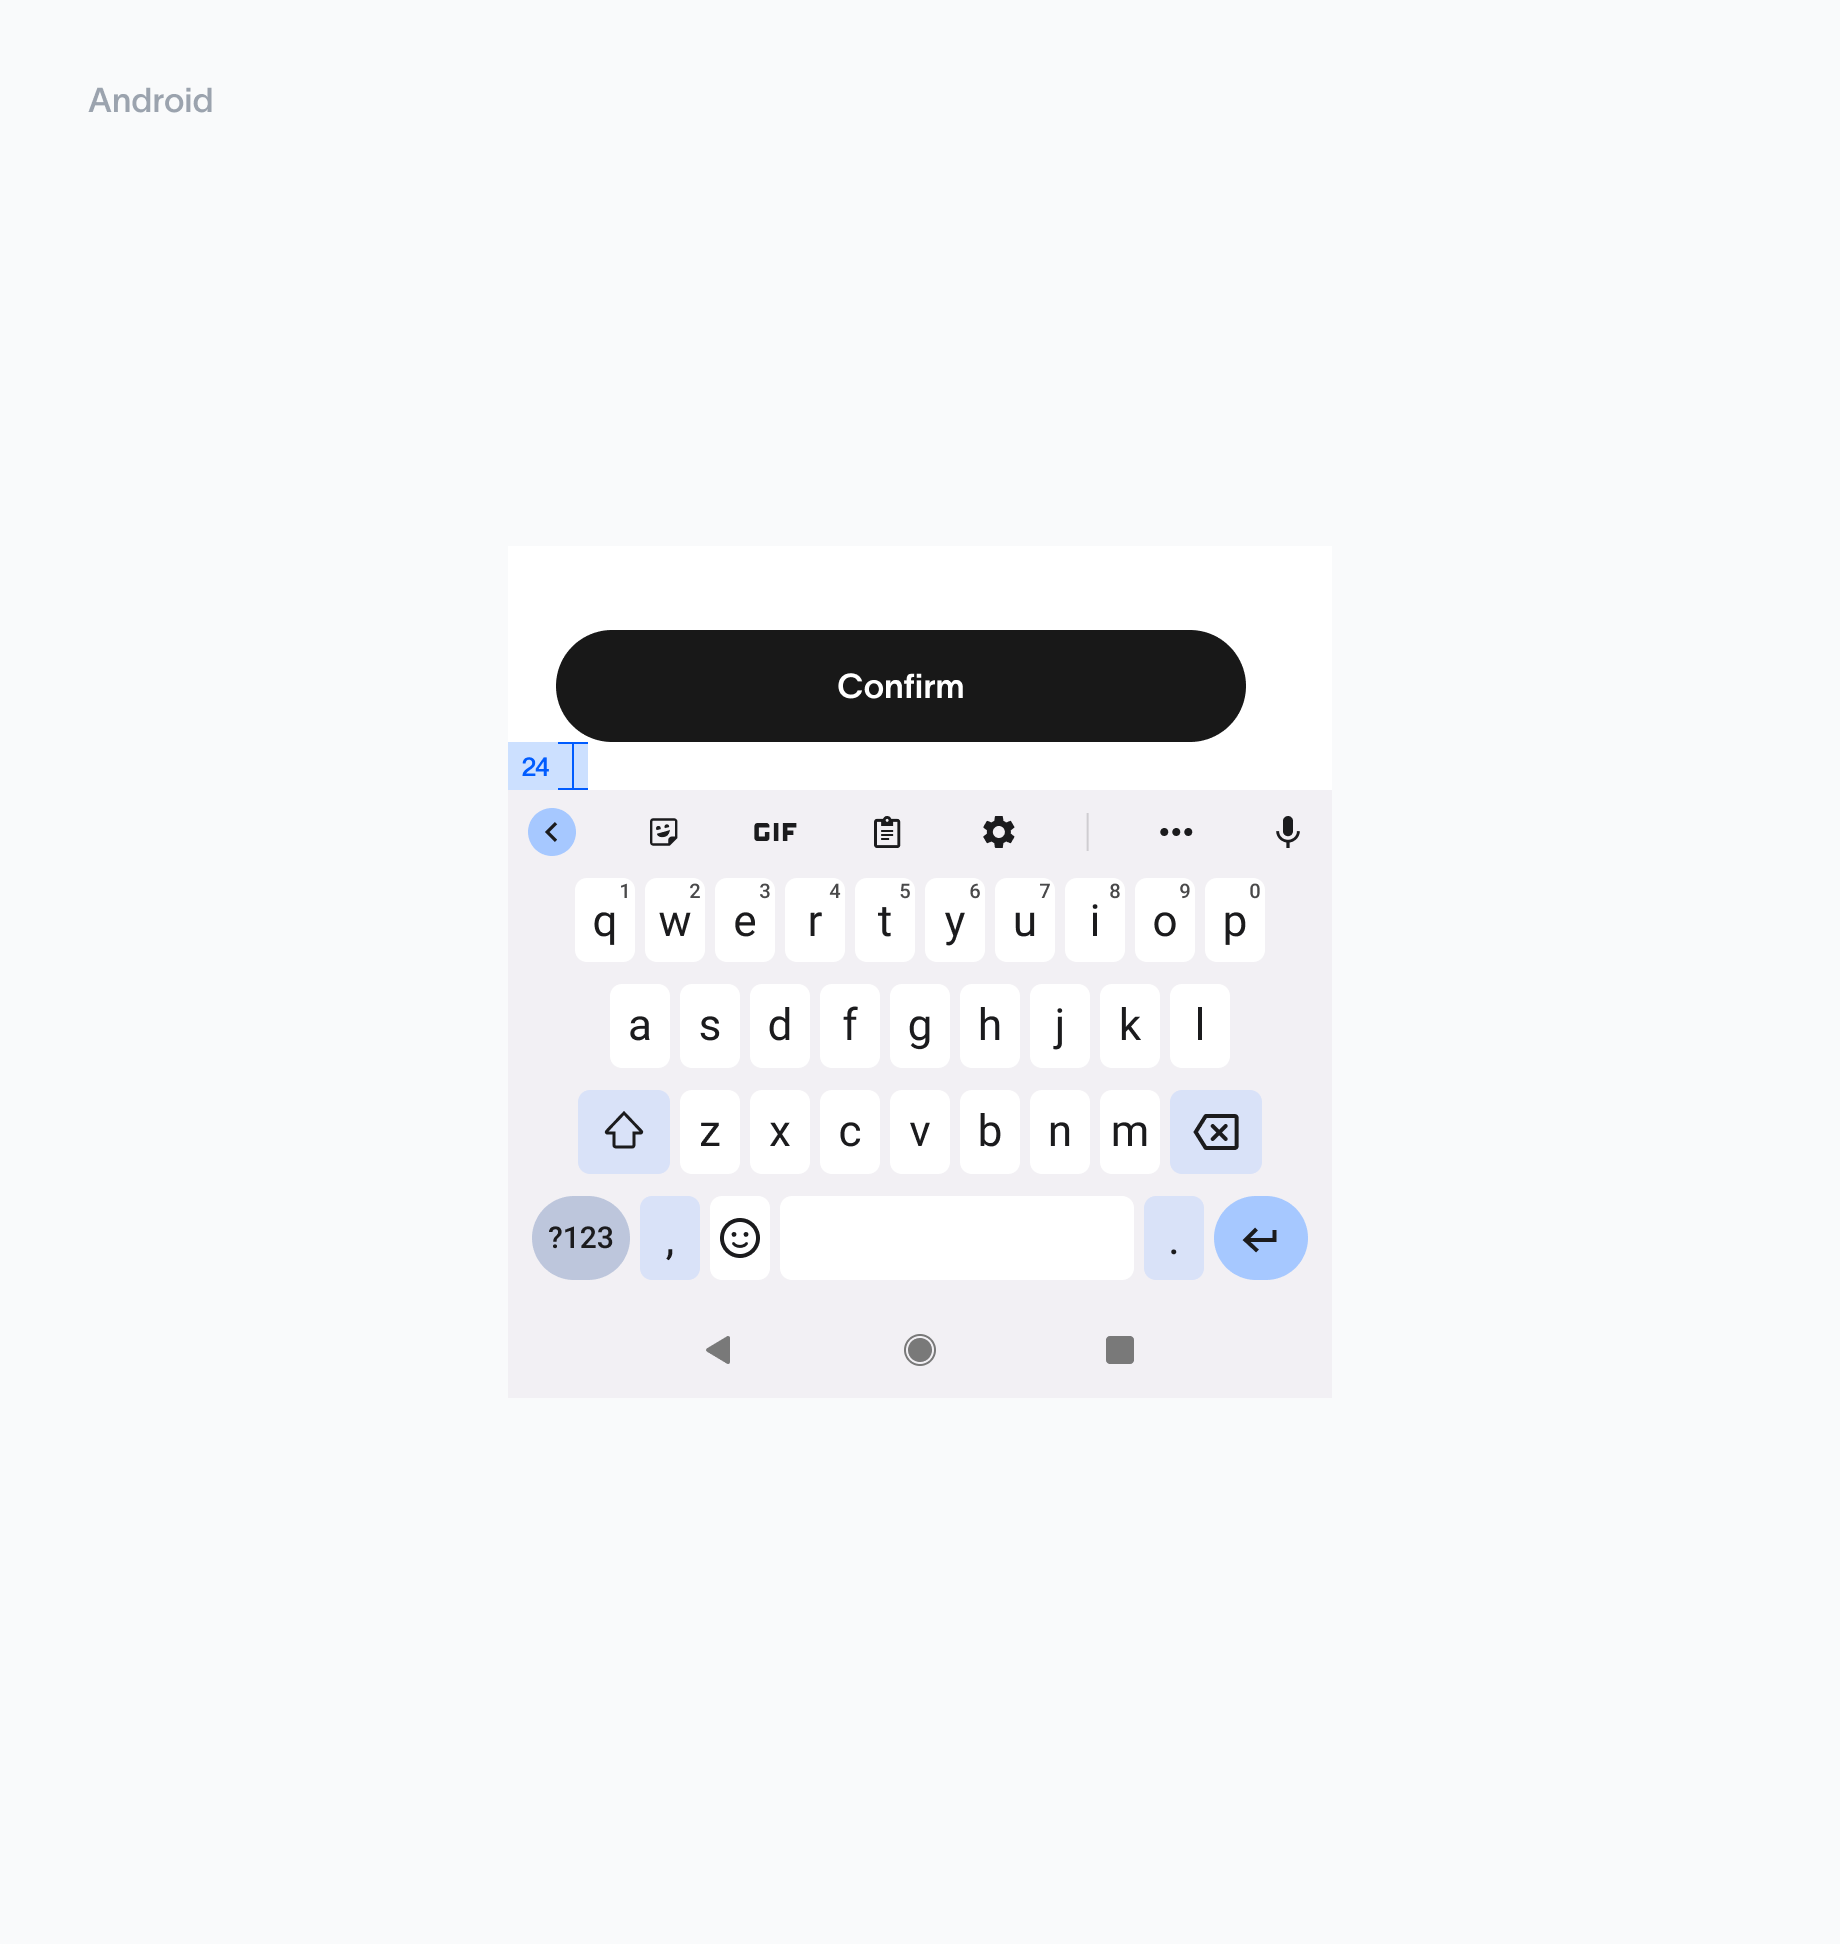 Android
Confirm
24
GIF
1 2 3 4 5 6 7 8 9 0
q w e r t y u i o p
a s d f g h j k l
z x c v b n m
?123 , .